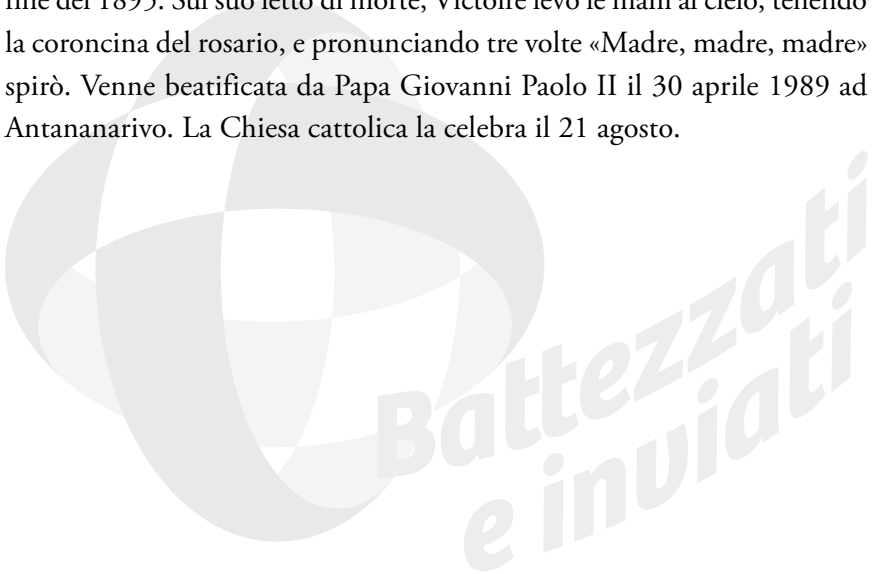 fine del 1895. Sul suo letto di morte, Victoire levò le mani al cielo, tenendo
la coroncina del rosario, e pronunciando tre volte «Madre, madre, madre»
spirò. Venne beatificata da Papa Giovanni Paolo II il 30 aprile 1989 ad
Antananarivo. La Chiesa cattolica la celebra il 21 agosto.
Battezzati
e inviati